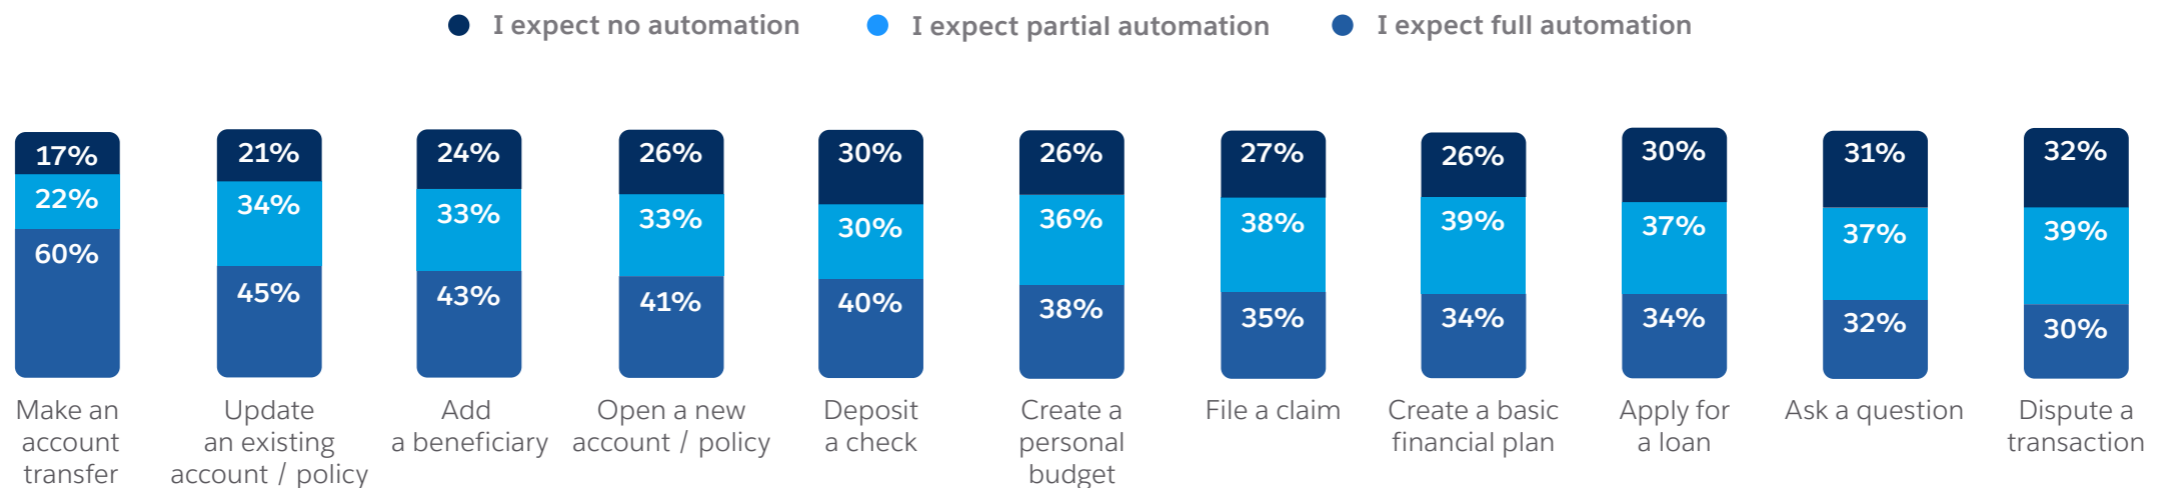 I expect no automation
I expect partial automation
I expect full automation
17%
22%
60%
Make an
account
transfer
21%
34%
45%
Update
an existing
account / policy
24%
33%
43%
Add
a beneficiary
26%
33%
41%
Open a new
account / policy
30%
30%
40%
Deposit
a check
26%
36%
38%
Create a
personal
budget
27%
38%
35%
File a claim
26%
39%
34%
Create a basic
financial plan
30%
37%
34%
Apply for
a loan
31%
37%
32%
Ask a question
32%
39%
30%
Dispute a
transaction